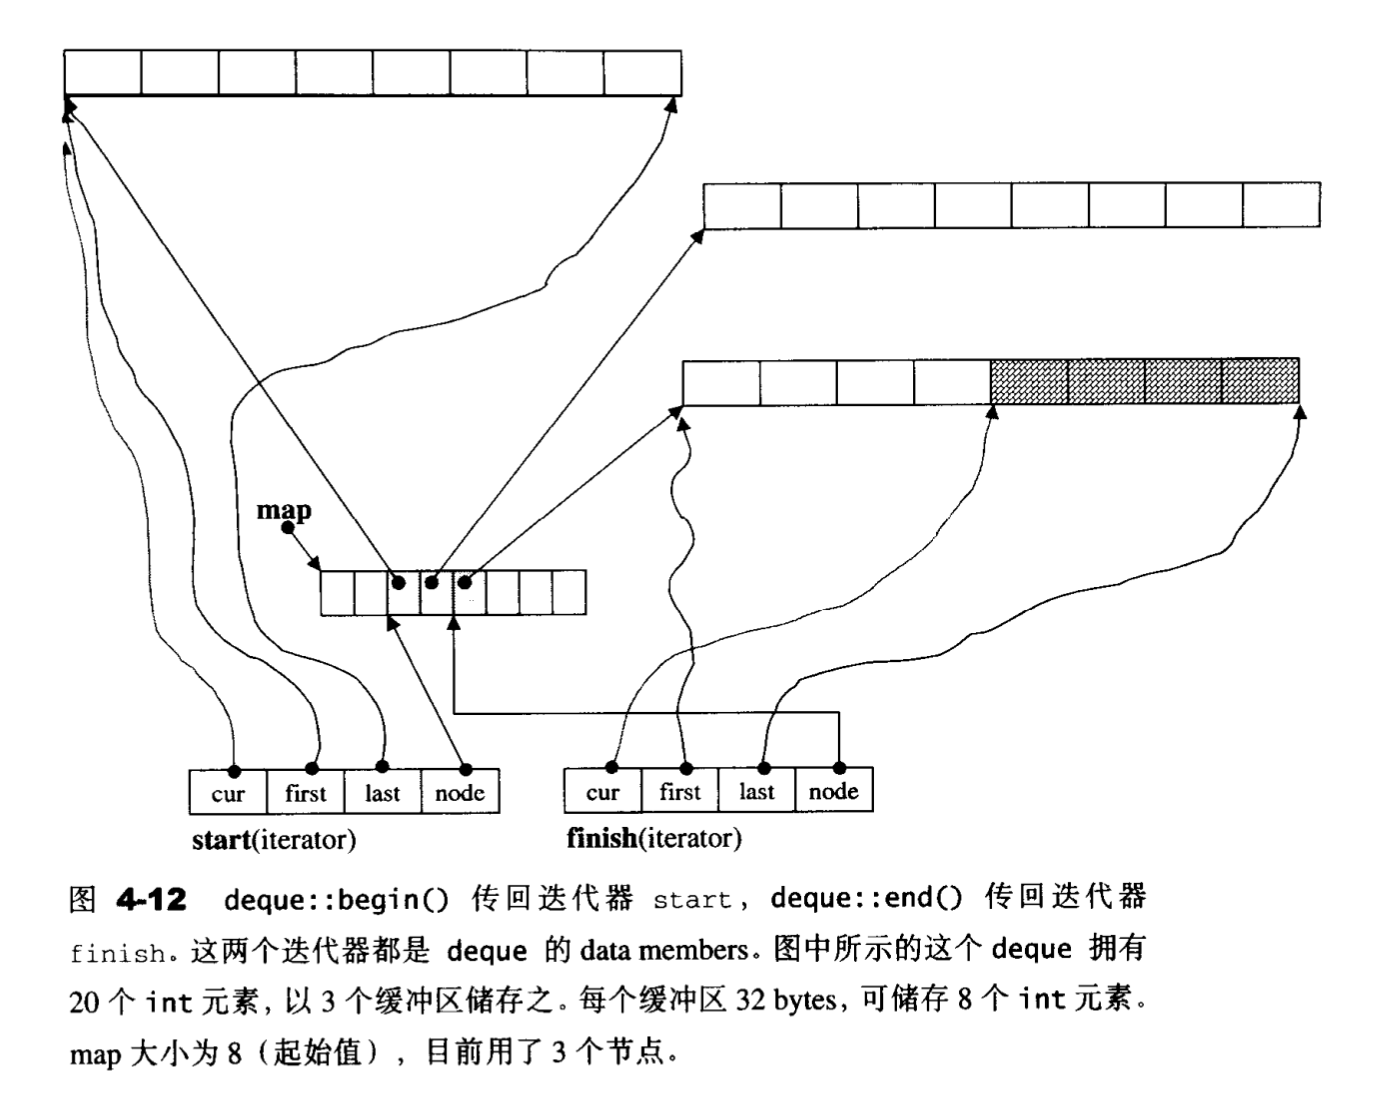 map
cur first last node
start(iterator)
cur first last node
finish(iterator)
图 4-12 deque::begin() 传回迭代器 start，deque::end() 传回迭代器
finish。这两个迭代器都是 deque 的 data members。图中所示的这个 deque 拥有
20 个 int 元素，以 3 个缓冲区储存之。每个缓冲区 32 bytes，可储存 8 个 int 元素。
map 大小为 8（起始值），目前用了 3 个节点。